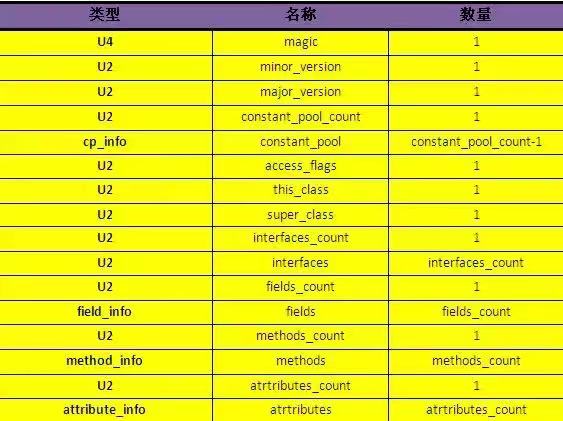 类型 名称 数量
U4 magic 1
U2 minor_version 1
U2 major_version 1
U2 constant_pool_count 1
cp_info constant_pool constant_pool_count-1
U2 access_flags 1
U2 this_class 1
U2 super_class 1
U2 interfaces_count 1
U2 interfaces interfaces_count
U2 fields_count 1
field_info fields fields_count
U2 methods_count 1
method_info methods methods_count
U2 atrtributes_count 1
attribute_info atrtributes atrtributes_count